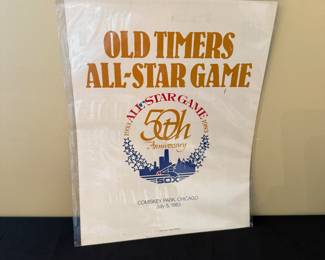 OLD TIMERS
ALL-STAR GAME
ALL STAR GAME
1933 1983
50th
Anniversary
SOX
COMISKEY PARK, CHICAGO
July 5, 1983